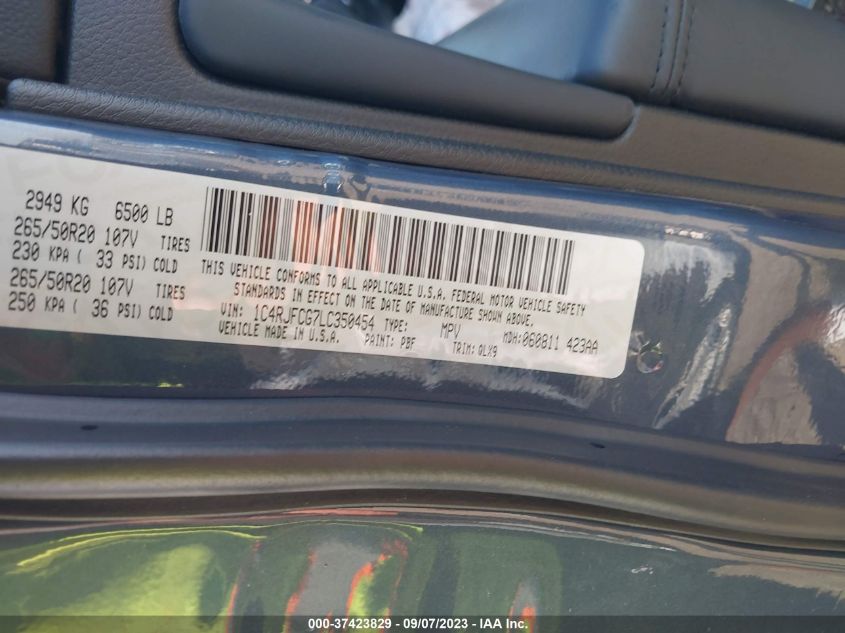 2949 KG 6500 LB
265/50R20 107V TIRES
230 KPA ( 33 PSI) COLD
265/50R20 107V TIRES
250 KPA ( 36 PSI) COLD
THIS VEHICLE CONFORMS TO ALL APPLICABLE U.S.A. FEDERAL MOTOR VEHICLE SAFETY
STANDARDS IN EFFECT ON THE DATE OF MANUFACTURE SHOWN ABOVE.
VIN: 1C4RJFCG7LC350454 TYPE: MPV MDH:060811 423AA
VEHICLE MADE IN U.S.A. PAINT: PBF TRIM: QLX9
000-37423829 - 09/07/2023 - IAA Inc.